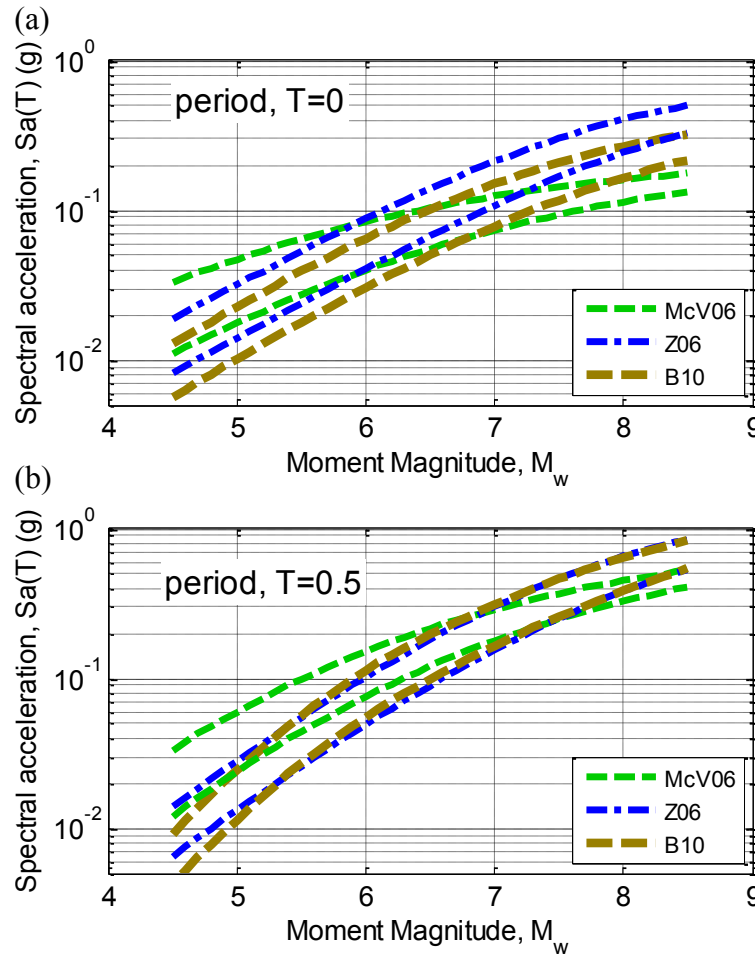 (a)
10^0
10^-1
10^-2
Spectral acceleration, Sa(T) (g)
period, T=0
McV06
Z06
B10
4 5 6 7 8 9
Moment Magnitude, M_w
(b)
10^0
10^-1
10^-2
Spectral acceleration, Sa(T) (g)
period, T=0.5
McV06
Z06
B10
4 5 6 7 8 9
Moment Magnitude, M_w